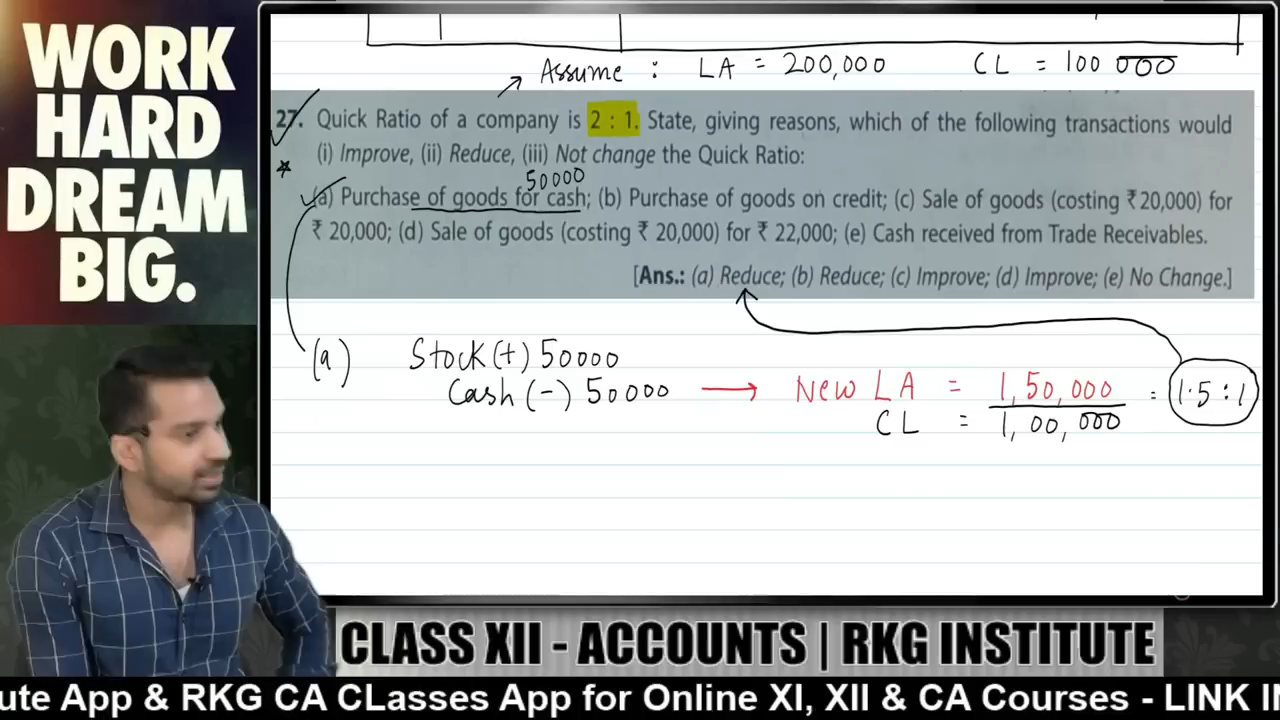 WORK
HARD
DREAM
BIG.
Assume : LA = 200,000 CL = 100 000
27. Quick Ratio of a company is 2 : 1. State, giving reasons, which of the following transactions would
(i) Improve, (ii) Reduce, (iii) Not change the Quick Ratio:
50000
(a) Purchase of goods for cash; (b) Purchase of goods on credit; (c) Sale of goods (costing ₹ 20,000) for
₹ 20,000; (d) Sale of goods (costing ₹ 20,000) for ₹ 22,000; (e) Cash received from Trade Receivables.
[Ans.: (a) Reduce; (b) Reduce; (c) Improve; (d) Improve; (e) No Change.]
(a) Stock (+) 50000
Cash (-) 50000 → New LA = 1,50,000 = 1.5 : 1
CL = 1,00,000
CLASS XII - ACCOUNTS | RKG INSTITUTE
ute App & RKG CA CLasses App for Online XI, XII & CA Courses - LINK I